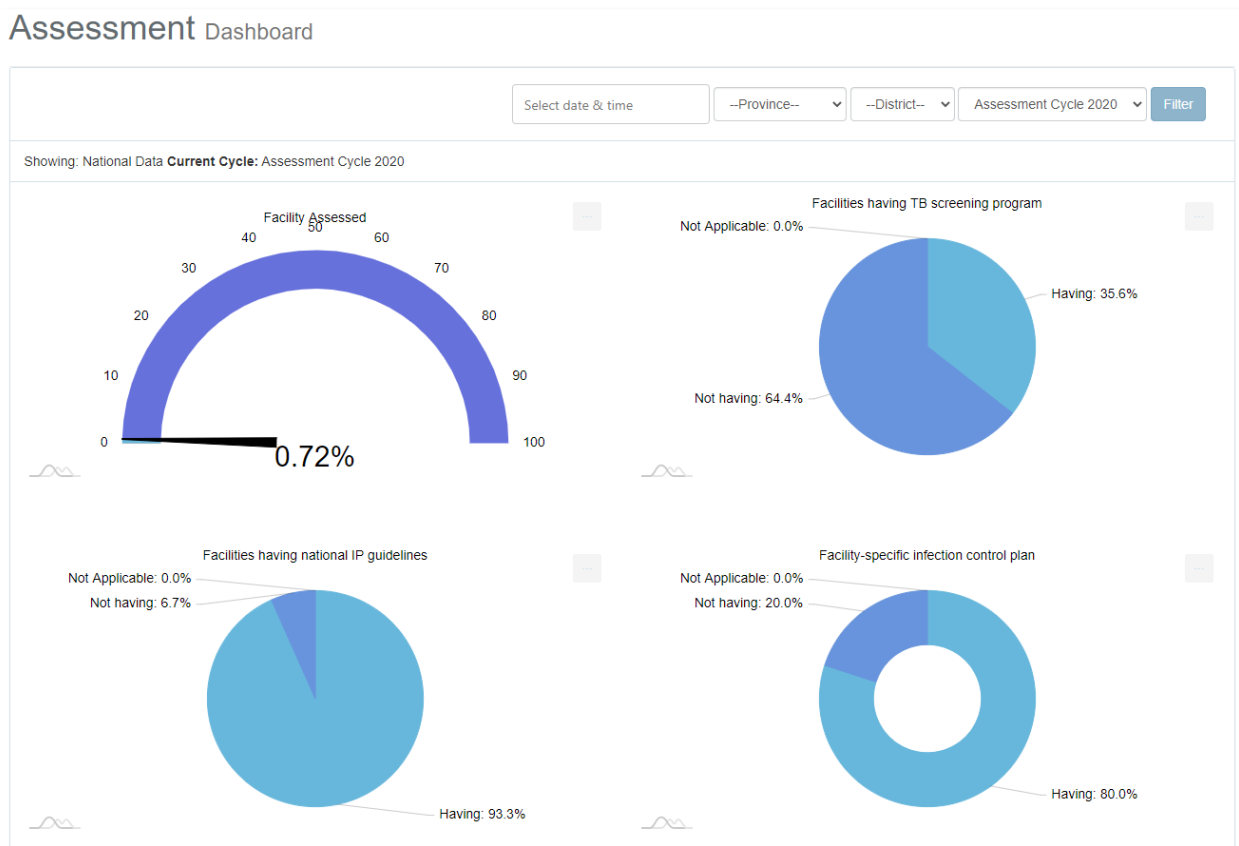 Assessment Dashboard
Select date & time
--Province--
--District--
Assessment Cycle 2020
Filter
Showing: National Data Current Cycle: Assessment Cycle 2020
Facility Assessed
0
10
20
30
40
50
60
70
80
90
100
0.72%
...
Facilities having TB screening program
Not Applicable: 0.0%
Having: 35.6%
Not having: 64.4%
...
Facilities having national IP guidelines
Not Applicable: 0.0%
Not having: 6.7%
Having: 93.3%
...
Facility-specific infection control plan
Not Applicable: 0.0%
Not having: 20.0%
Having: 80.0%
...